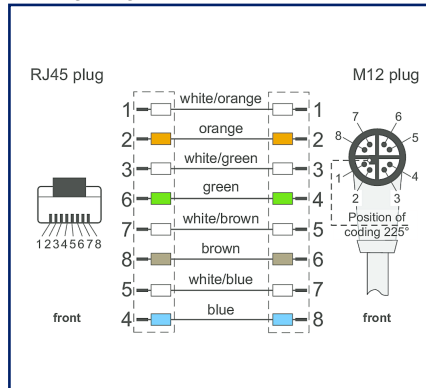 RJ45 plug
M12 plug
1 white/orange 1
2 orange 2
3 white/green 3
6 green 4
7 white/brown 5
8 brown 6
5 white/blue 7
4 blue 8
12345678
front
7 6
8 5
1 4
2 3
Position of
coding 225°
front